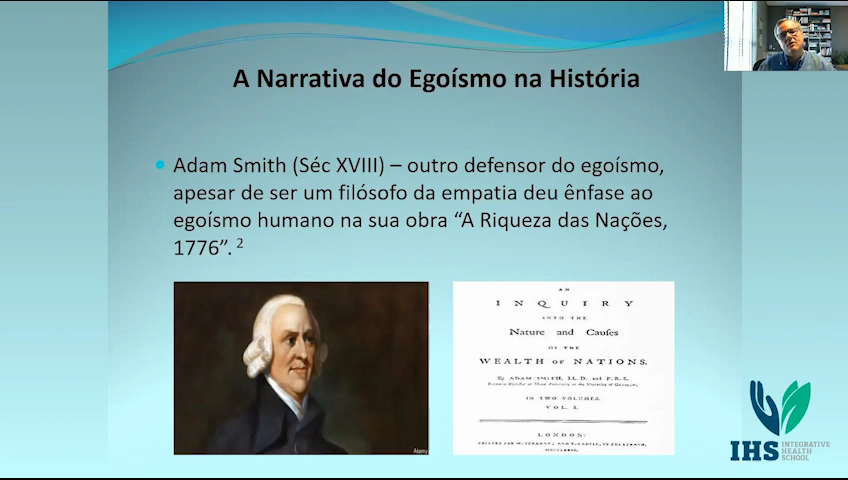 A Narrativa do Egoísmo na História
Adam Smith (Séc XVIII) – outro defensor do egoísmo,
apesar de ser um filósofo da empatia deu ênfase ao
egoísmo humano na sua obra “A Riqueza das Nações,
1776”. 2
Alamy
AN
INQUIRY
INTO THE
Nature and Caufes
OF THE
WEALTH OF NATIONS.
By ADAM SMITH, LL.D. and F.R.S.
IN TWO VOLUMES.
VOL. I.
LONDON:
IHS
INTEGRATIVE
HEALTH
SCHOOL